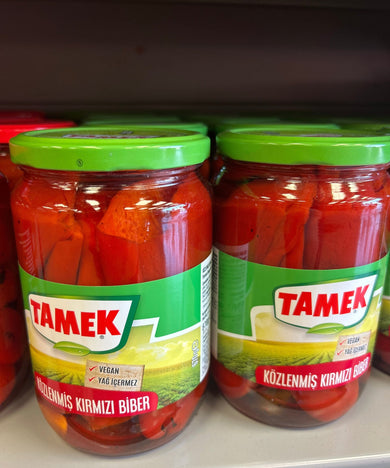 TAMEK
VEGAN
YAĞ İÇERMEZ
KÖZLENMİŞ KIRMIZI BİBER
TAMEK
VEGAN
YAĞ İÇERMEZ
KÖZLENMİŞ KIRMIZI BİBER